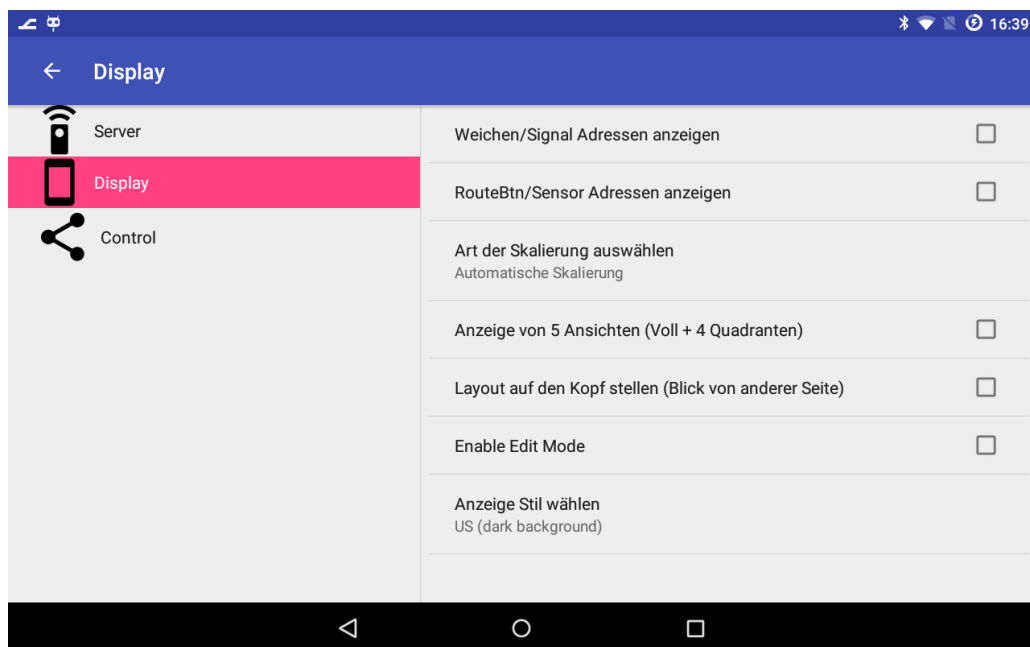 16:39
Display
Server
Display
Control
Weichen/Signal Adressen anzeigen
RouteBtn/Sensor Adressen anzeigen
Art der Skalierung auswählen
Automatische Skalierung
Anzeige von 5 Ansichten (Voll + 4 Quadranten)
Layout auf den Kopf stellen (Blick von anderer Seite)
Enable Edit Mode
Anzeige Stil wählen
US (dark background)